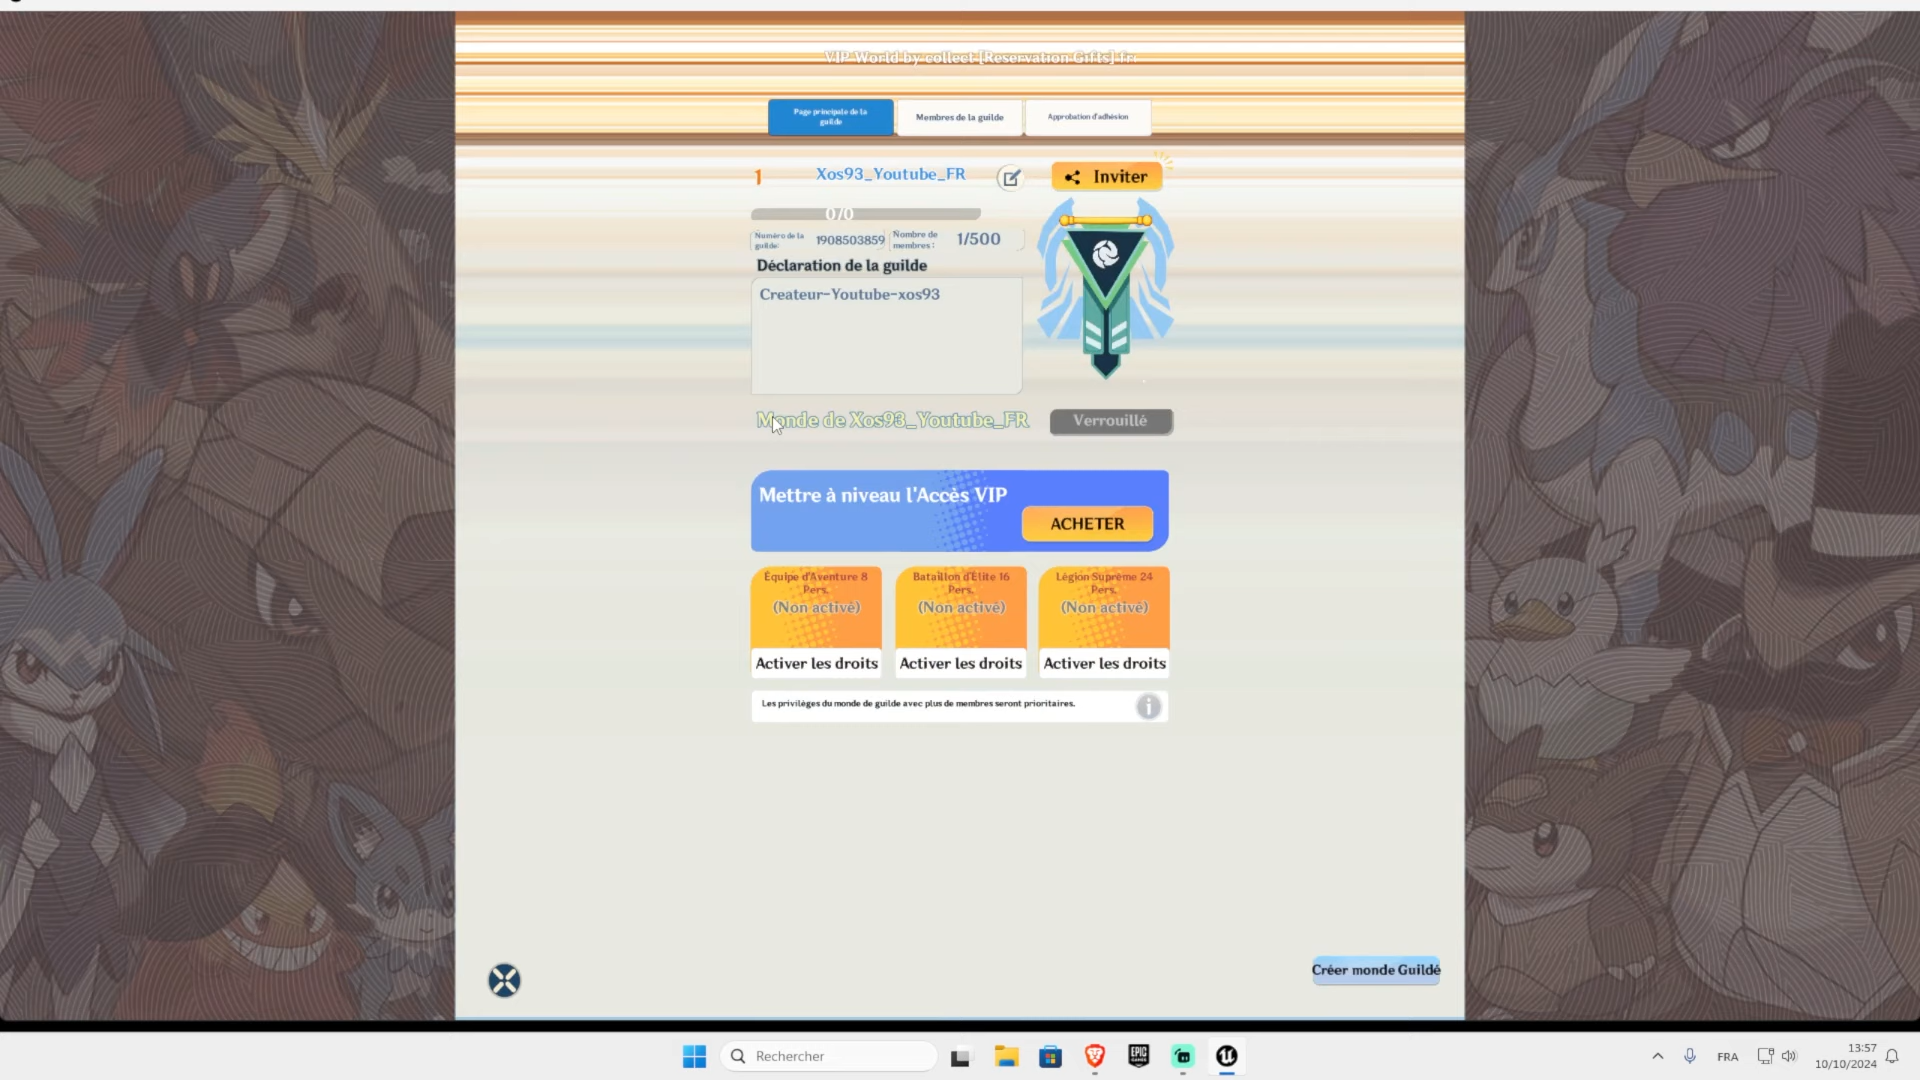 VIP World by collect [Reservation Gifts] fr:
Page principale de la
guilde
Membres de la guilde
Approbation d'adhésion
1
Xos93_Youtube_FR
Inviter
0/0
Numéro de la
guilde:
1908503859
Nombre de
membres :
1/500
Déclaration de la guilde
Createur-Youtube-xos93
Monde de Xos93_Youtube_FR
Verrouillé
Mettre à niveau l'Accès VIP
ACHETER
Équipe d'Aventure 8
Pers.
(Non activé)
Activer les droits
Bataillon d'Élite 16
Pers.
(Non activé)
Activer les droits
Légion Suprême 24
Pers.
(Non activé)
Activer les droits
Les privilèges du monde de guilde avec plus de membres seront prioritaires.
Créer monde Guilde
Rechercher
EPIC
GAMES
FRA
13:57
10/10/2024